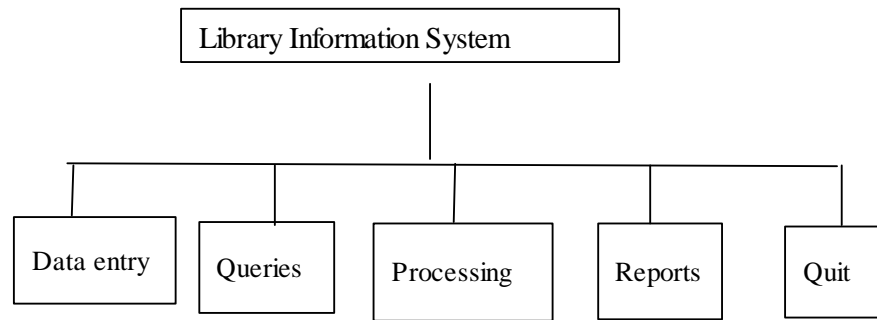 Library Information System
Data entry
Queries
Processing
Reports
Quit